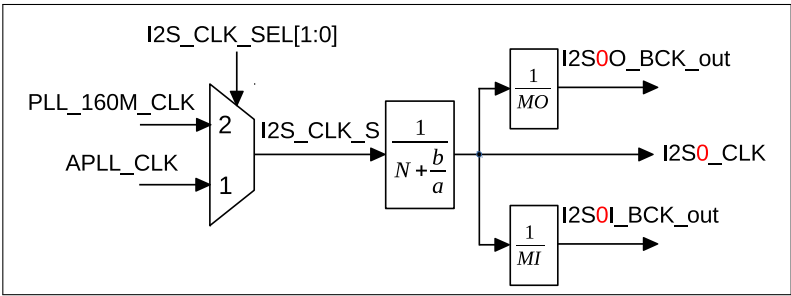 I2S_CLK_SEL[1:0]
PLL_160M_CLK
2
APLL_CLK
1
I2S_CLK_S
1
N + b
a
1
MO
I2S0O_BCK_out
I2S0_CLK
1
MI
I2S0I_BCK_out